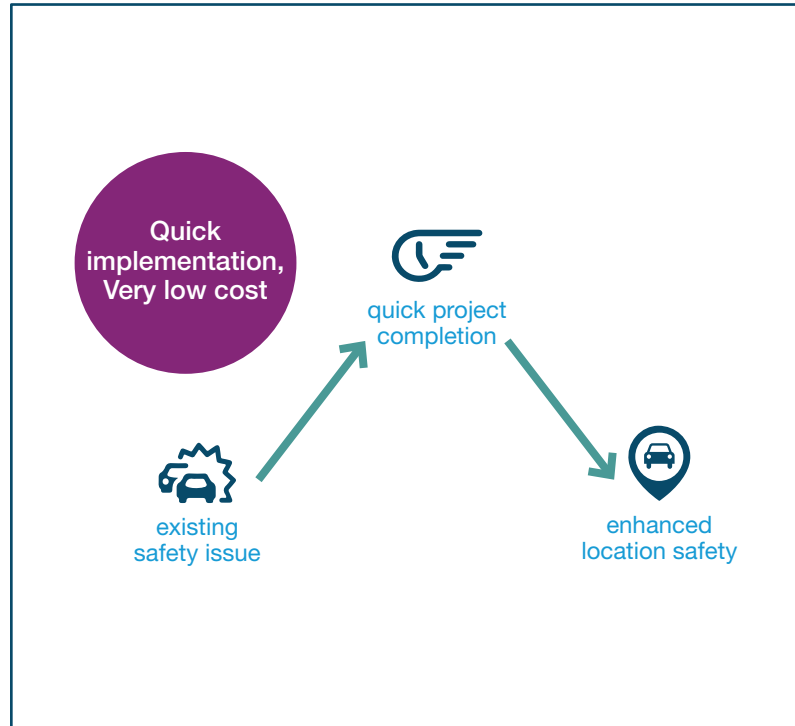 Quick
implementation,
Very low cost
quick project
completion
existing
safety issue
enhanced
location safety